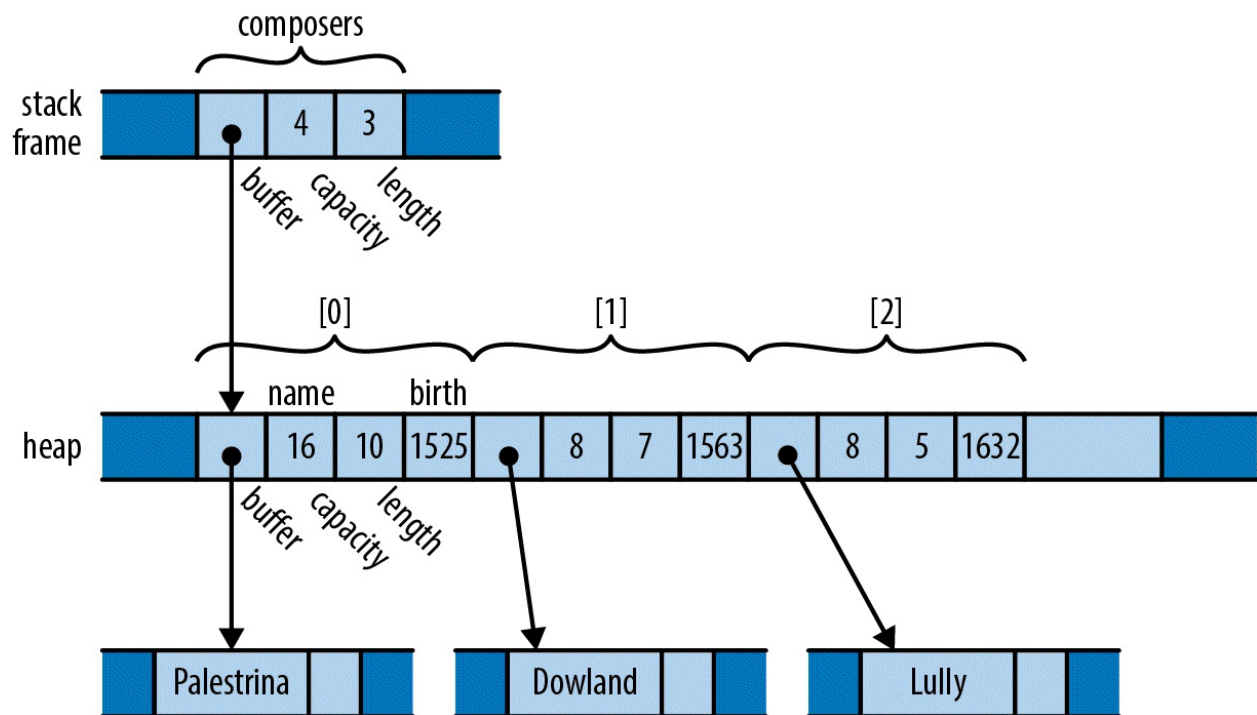 composers
stack
frame
4 3
buffer capacity length
[0] [1] [2]
name birth
heap
16 10 1525 8 7 1563 8 5 1632
buffer capacity length
Palestrina Dowland Lully